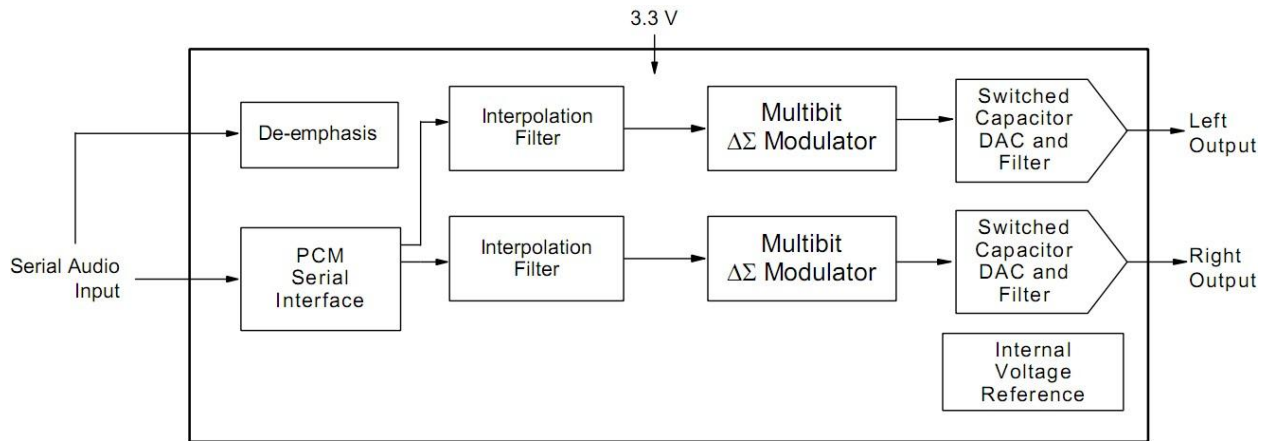 3.3 V
De-emphasis
Interpolation
Filter
Multibit
ΔΣ Modulator
Switched
Capacitor
DAC and
Filter
Left
Output
Serial Audio
Input
PCM
Serial
Interface
Interpolation
Filter
Multibit
ΔΣ Modulator
Switched
Capacitor
DAC and
Filter
Right
Output
Internal
Voltage
Reference